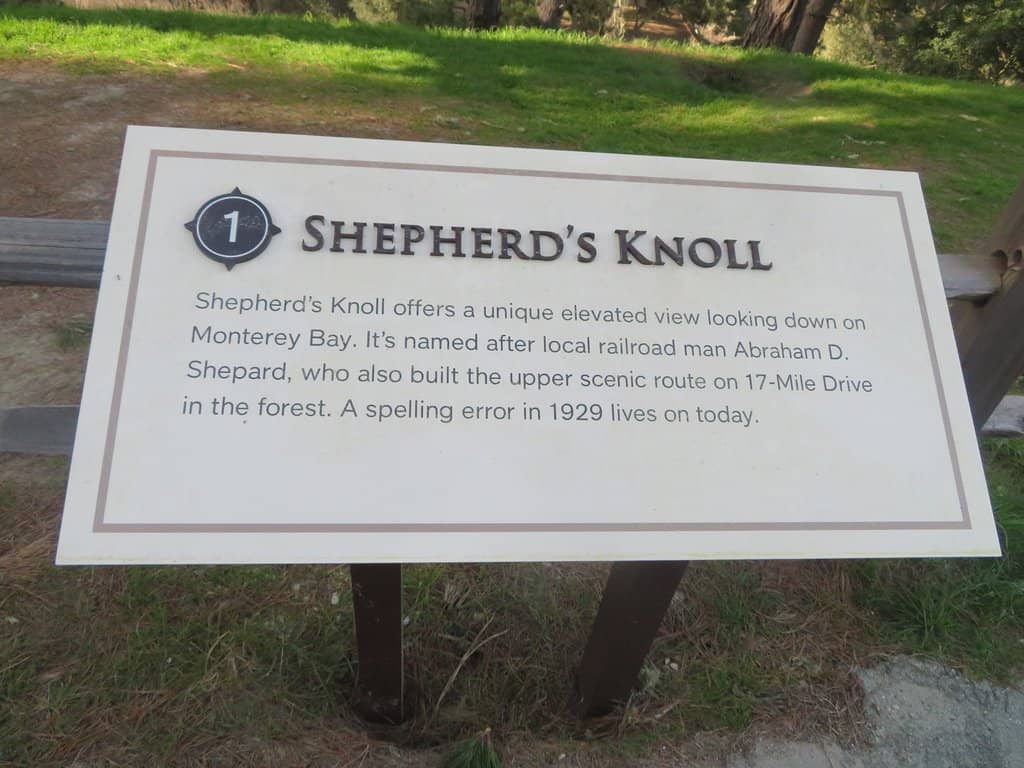 1
SHEPHERD'S KNOLL
Shepherd's Knoll offers a unique elevated view looking down on
Monterey Bay. It's named after local railroad man Abraham D.
Shepard, who also built the upper scenic route on 17-Mile Drive
in the forest. A spelling error in 1929 lives on today.